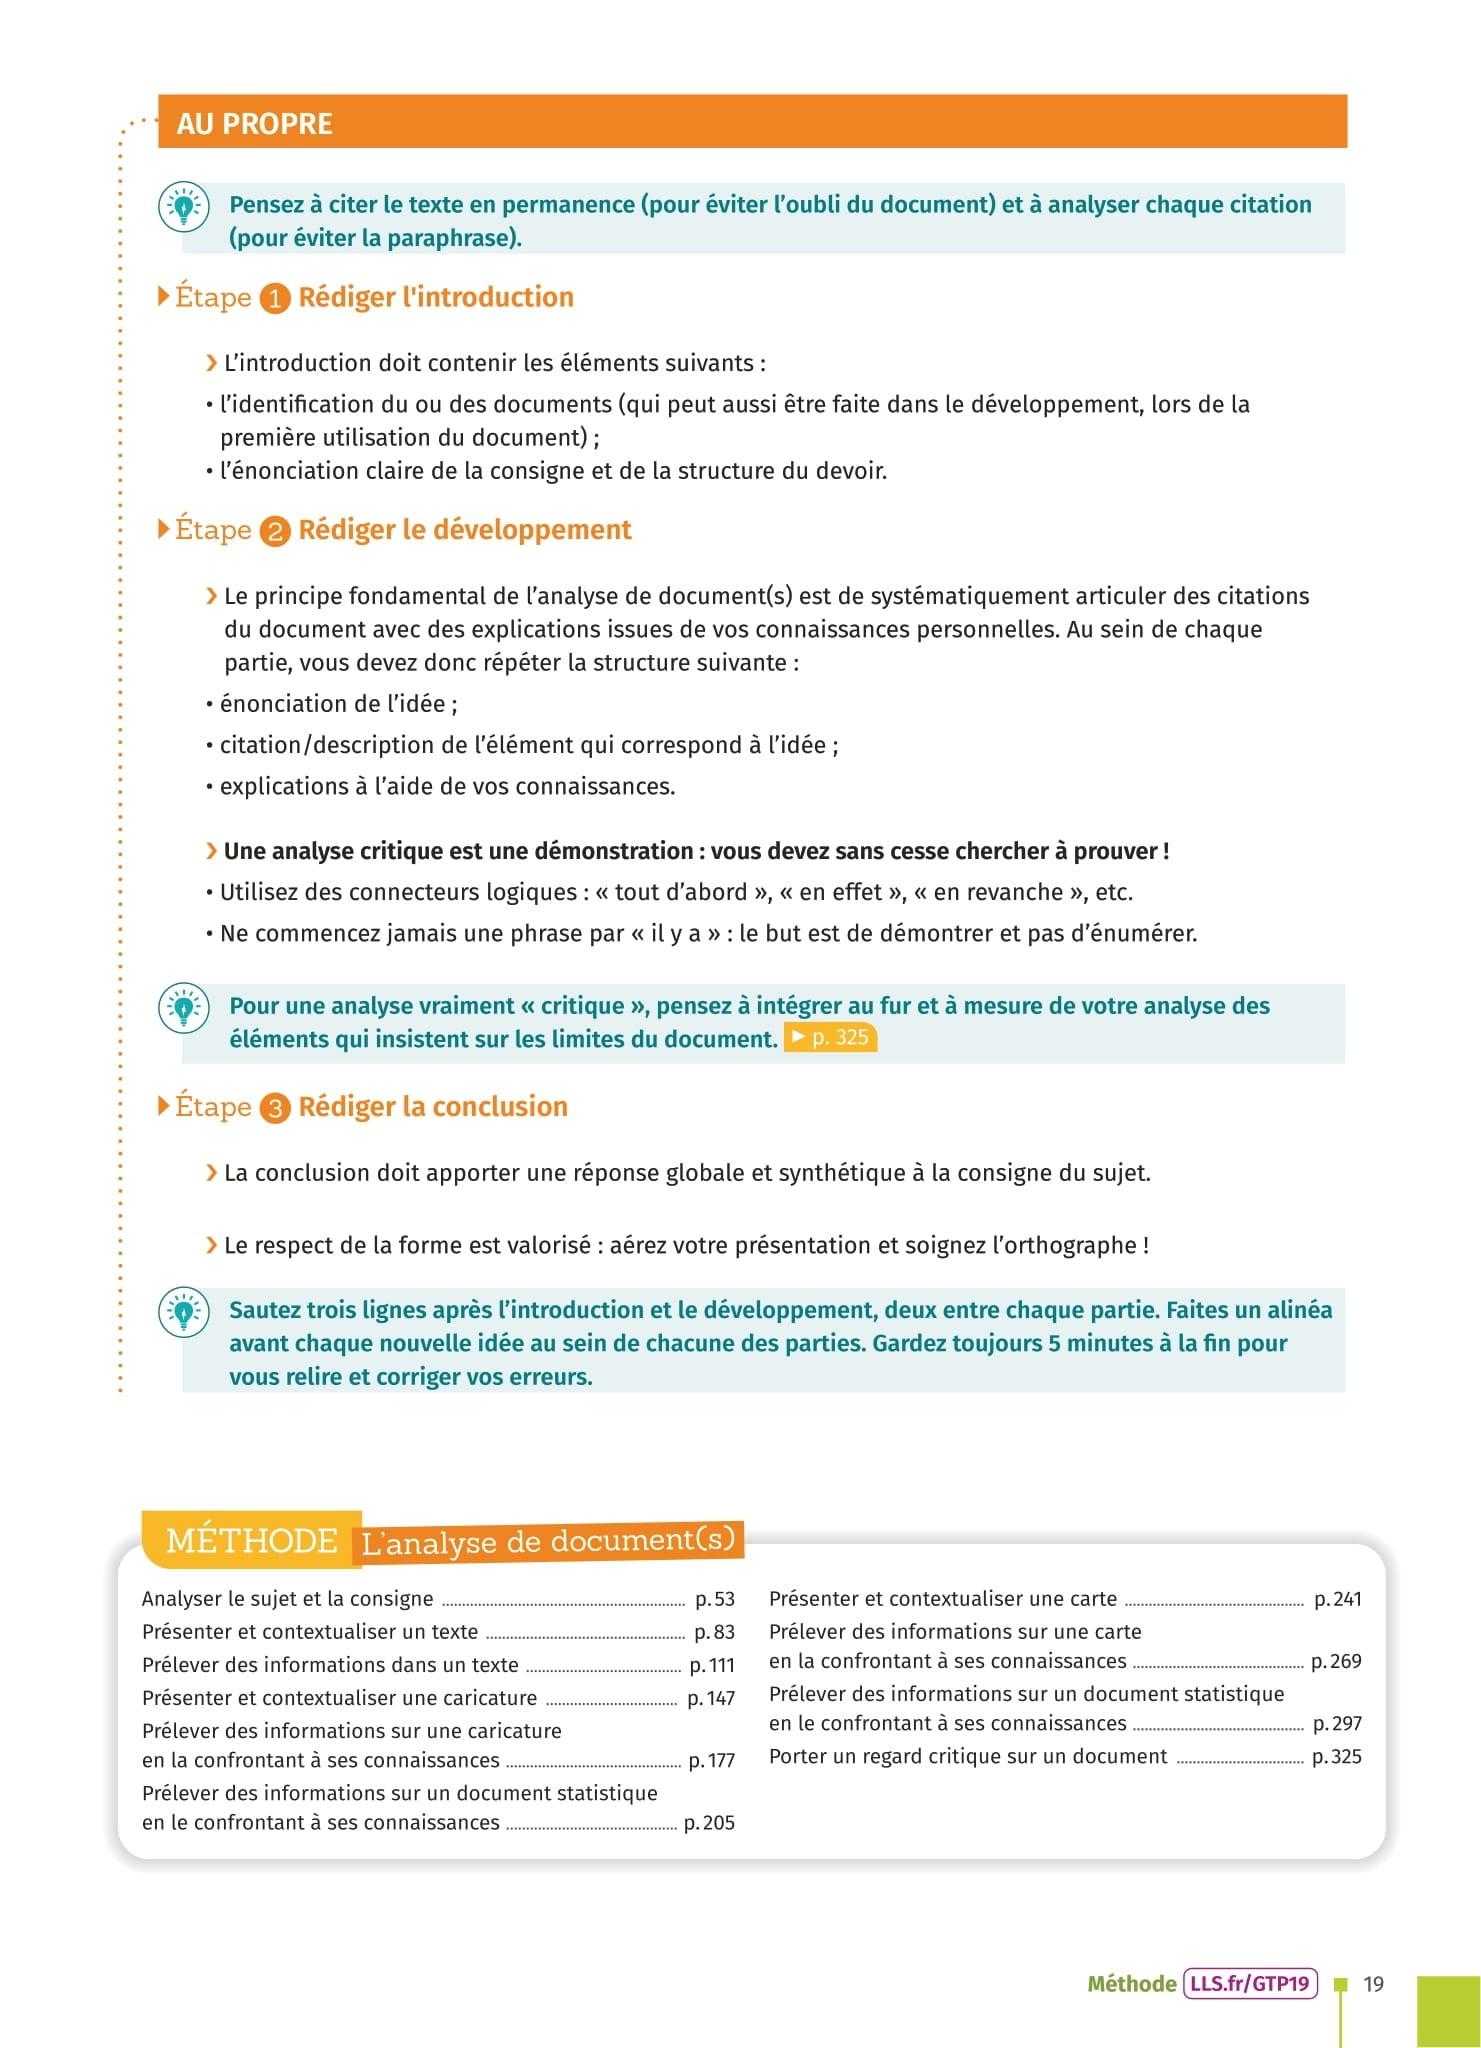 AU PROPRE
Pensez à citer le texte en permanence (pour éviter l'oubli du document) et à analyser chaque citation
(pour éviter la paraphrase).
Étape 1 Rédiger l'introduction
L'introduction doit contenir les éléments suivants :
• l'identification du ou des documents (qui peut aussi être faite dans le développement, lors de la
première utilisation du document) ;
• l'énonciation claire de la consigne et de la structure du devoir.
Étape 2 Rédiger le développement
Le principe fondamental de l'analyse de document(s) est de systématiquement articuler des citations
du document avec des explications issues de vos connaissances personnelles. Au sein de chaque
partie, vous devez donc répéter la structure suivante :
• énonciation de l'idée ;
• citation/description de l'élément qui correspond à l'idée ;
• explications à l'aide de vos connaissances.
Une analyse critique est une démonstration : vous devez sans cesse chercher à prouver !
• Utilisez des connecteurs logiques : « tout d'abord », « en effet », « en revanche », etc.
• Ne commencez jamais une phrase par « il y a » : le but est de démontrer et pas d'énumérer.
Pour une analyse vraiment « critique », pensez à intégrer au fur et à mesure de votre analyse des
éléments qui insistent sur les limites du document. ► p. 325
Étape 3 Rédiger la conclusion
La conclusion doit apporter une réponse globale et synthétique à la consigne du sujet.
Le respect de la forme est valorisé : aérez votre présentation et soignez l'orthographe !
Sautez trois lignes après l'introduction et le développement, deux entre chaque partie. Faites un alinéa
avant chaque nouvelle idée au sein de chacune des parties. Gardez toujours 5 minutes à la fin pour
vous relire et corriger vos erreurs.
MÉTHODE L'analyse de document(s)
Analyser le sujet et la consigne p. 53
Présenter et contextualiser un texte p. 83
Prélever des informations dans un texte p. 111
Présenter et contextualiser une caricature p. 147
Prélever des informations sur une caricature
en la confrontant à ses connaissances p. 177
Prélever des informations sur un document statistique
en le confrontant à ses connaissances p. 205
Présenter et contextualiser une carte p. 241
Prélever des informations sur une carte
en la confrontant à ses connaissances p. 269
Prélever des informations sur un document statistique
en le confrontant à ses connaissances p. 297
Porter un regard critique sur un document p. 325
Méthode LLS.fr/GTP19 19